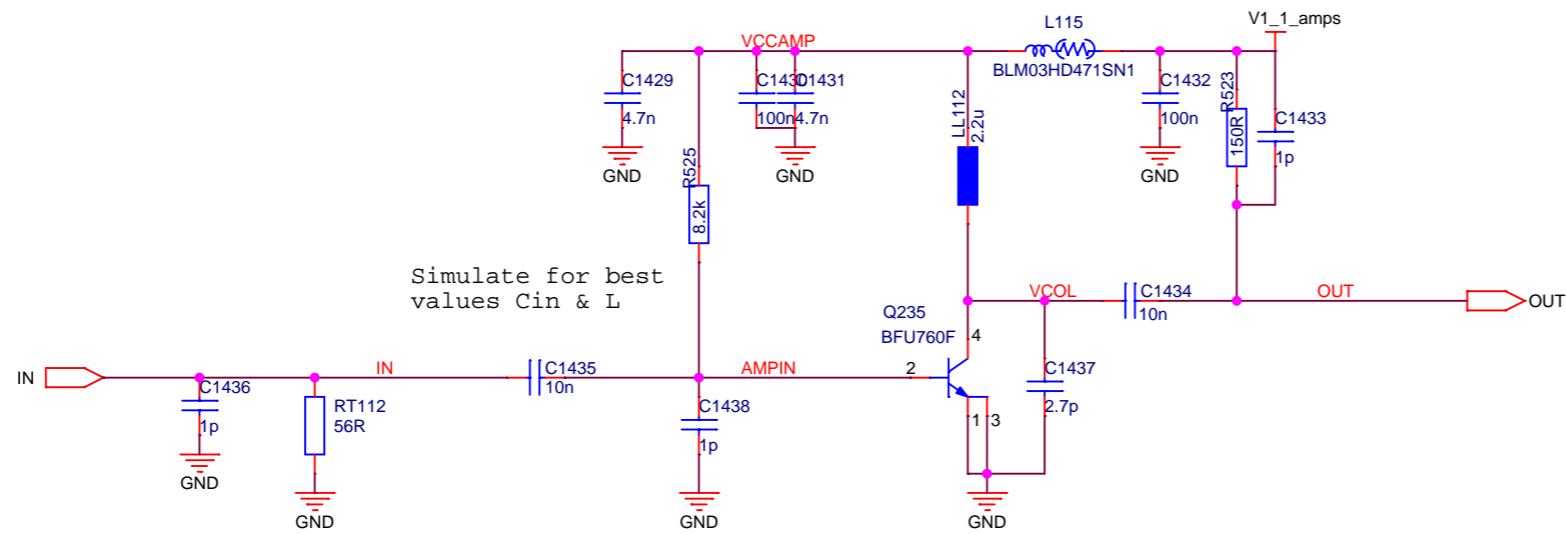 L115
V1_1_amps
VCCAMP
BLM03HD471SN1
C1429
4.7n
C1430
100n
C1431
4.7n
LL112
2.2u
C1432
100n
R523
150R
C1433
1p
GND
GND
GND
R525
8.2k
Simulate for best
values Cin & L
VCOL
C1434
10n
OUT
OUT
Q235
BFU760F
4
IN
IN
C1435
10n
AMPIN
2
C1437
2.7p
C1436
1p
RT112
56R
C1438
1p
1
3
GND
GND
GND
GND